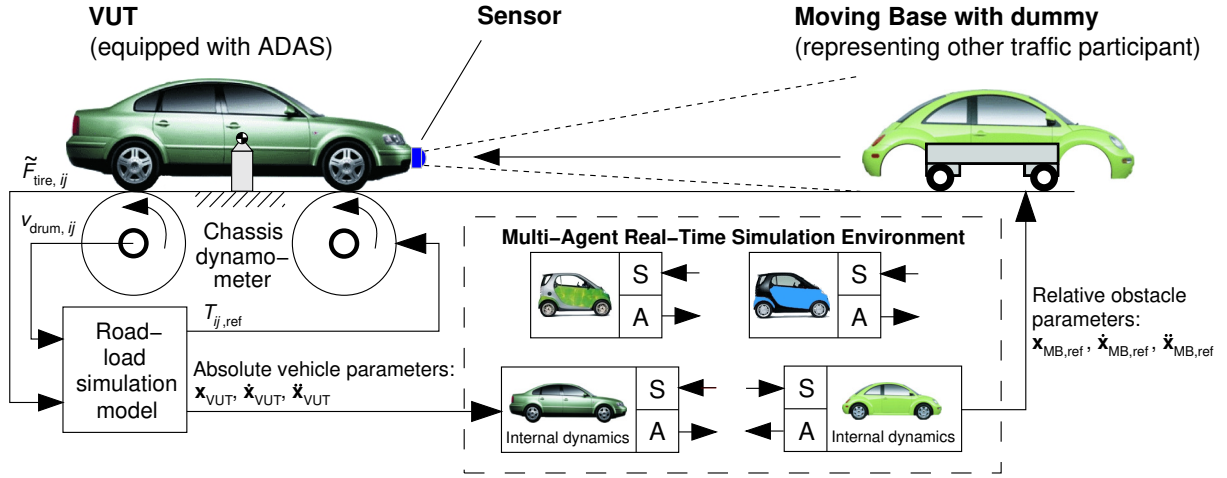 VUT
(equipped with ADAS)
Sensor
Moving Base with dummy
(representing other traffic participant)
F̃tire, ij
vdrum, ij
Chassis
dynamo−
meter
Tij,ref
Road−
load
simulation
model
Absolute vehicle parameters:
xVUT, ẋVUT, ẍVUT
Multi−Agent Real−Time Simulation Environment
S
A
S
A
S
A
Internal dynamics
S
A
Internal dynamics
Relative obstacle
parameters:
xMB,ref , ẋMB,ref , ẍMB,ref